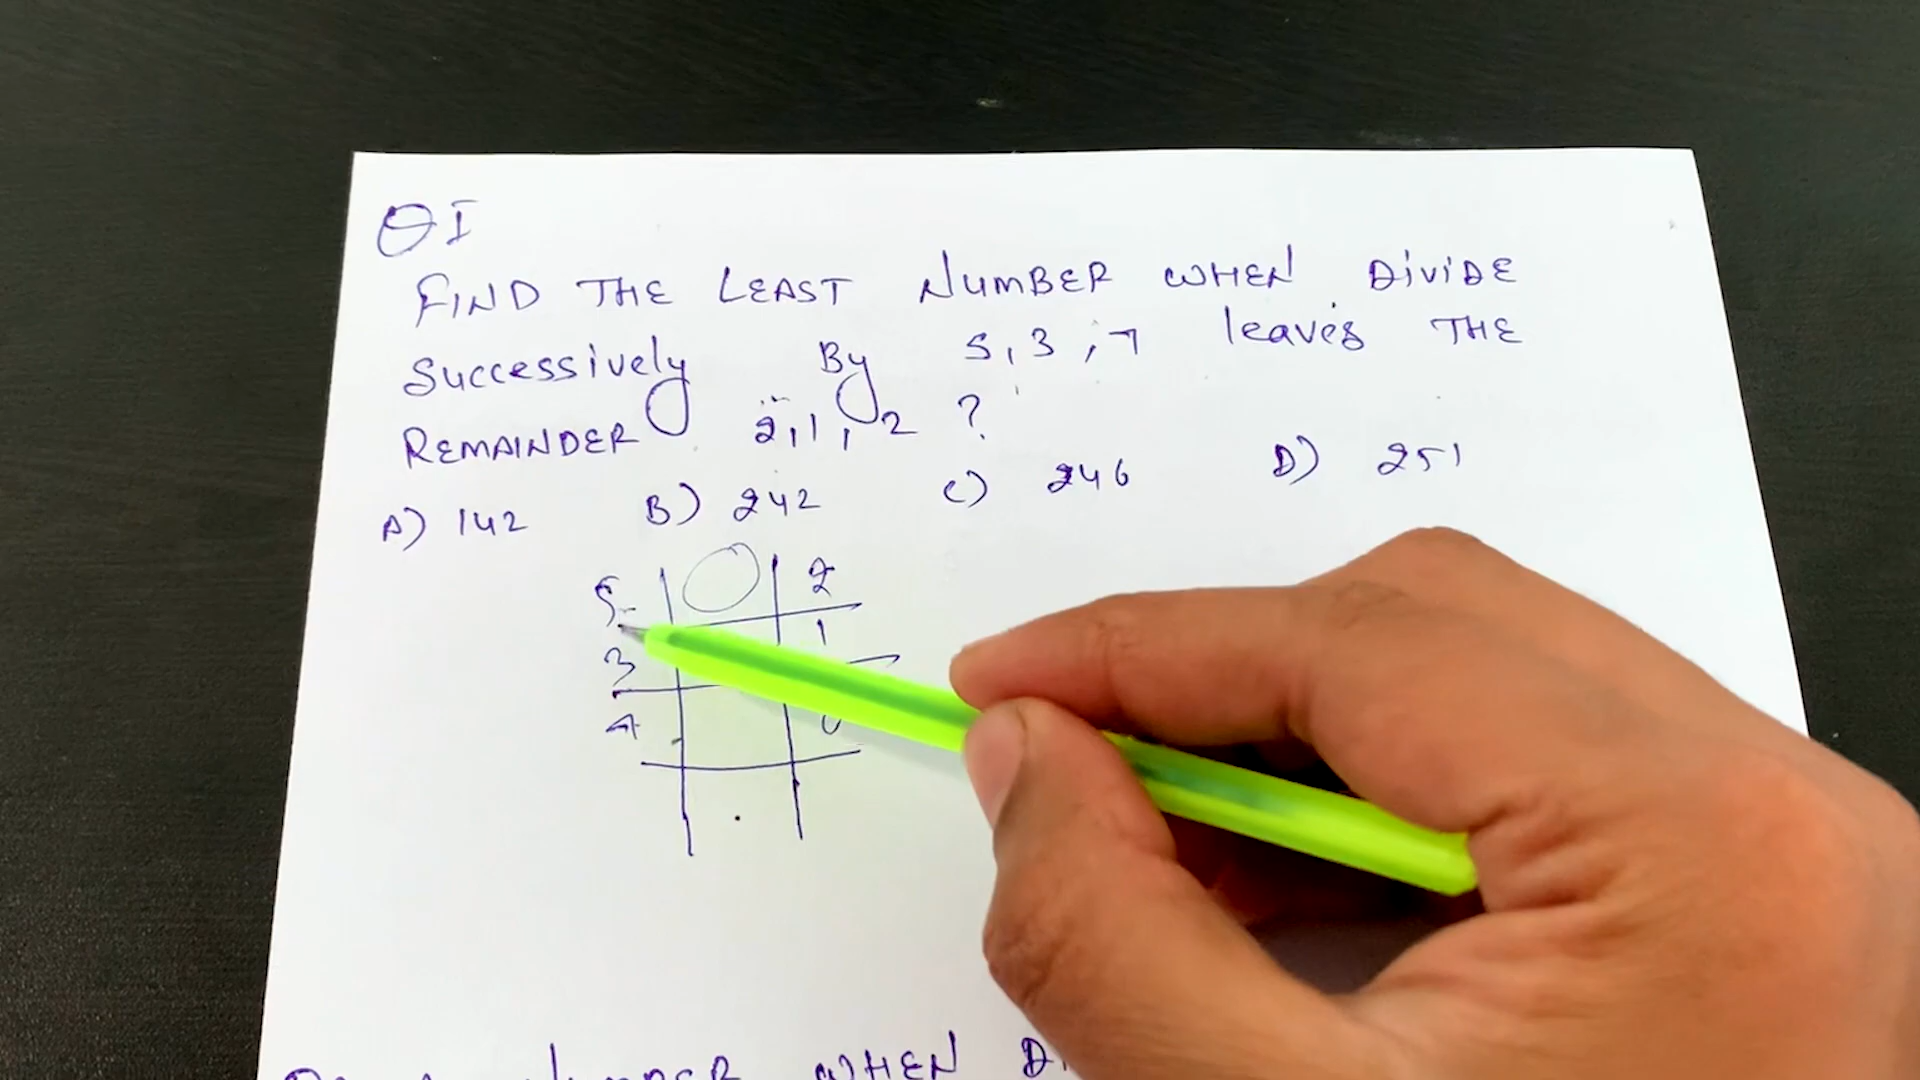 Q1
FIND THE LEAST NUMBER WHEN DIVIDE
SUCCESSIVELY By 5, 3, 7 leaves THE
REMAINDER 2, 1, 2 ?
A) 142 B) 242 C) 246 D) 251
5 2
3 1
4
WHEN